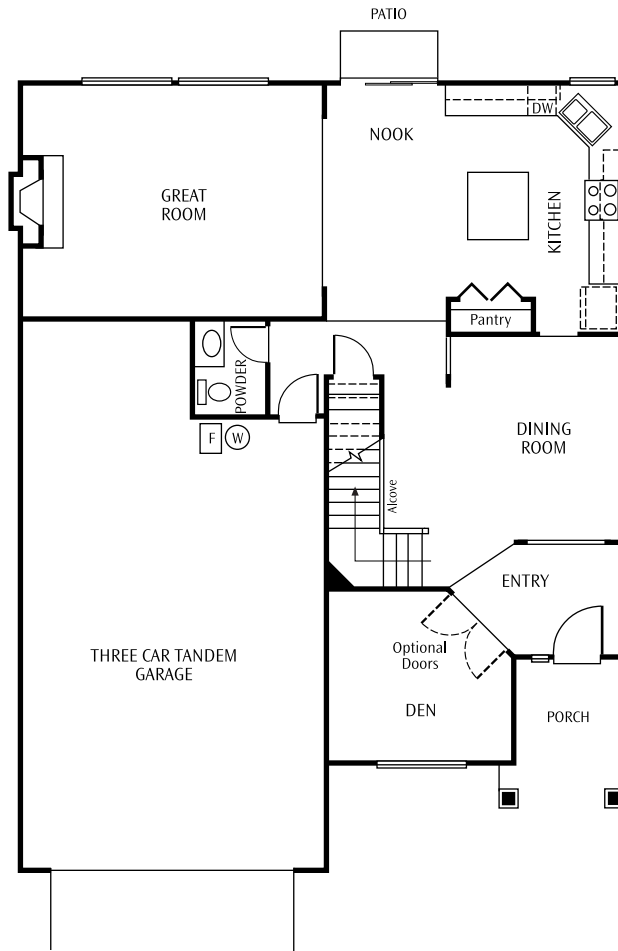 PATIO
DW
NOOK
GREAT
ROOM
KITCHEN
Pantry
POWDER
F
W
DINING
ROOM
Alcove
ENTRY
Optional
Doors
THREE CAR TANDEM
GARAGE
DEN
PORCH